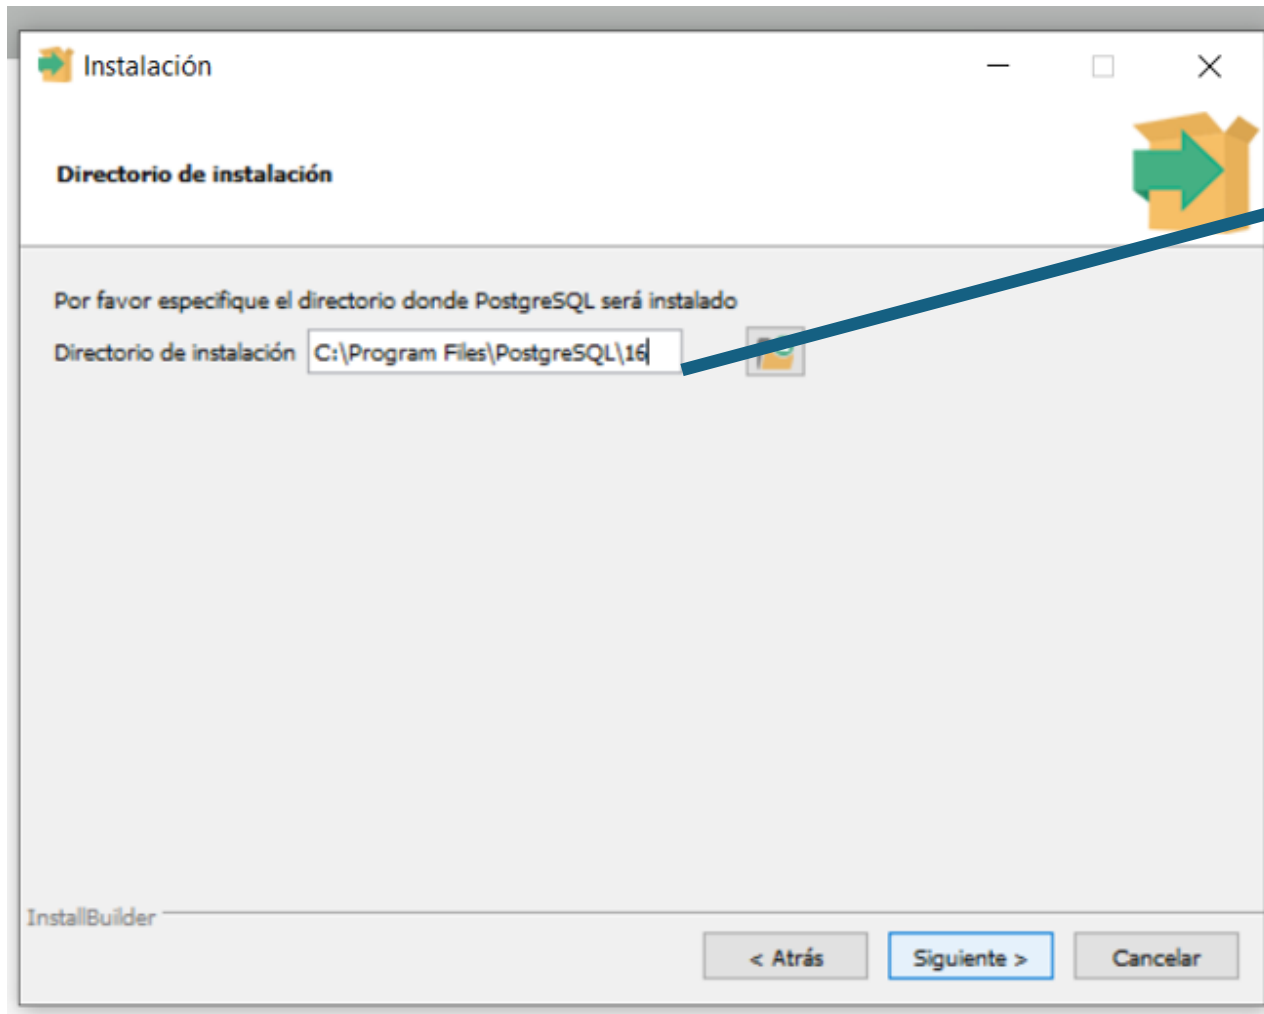 Instalación
Directorio de instalación
Por favor especifique el directorio donde PostgreSQL será instalado
Directorio de instalación C:\Program Files\PostgreSQL\16
InstallBuilder
< Atrás Siguiente > Cancelar